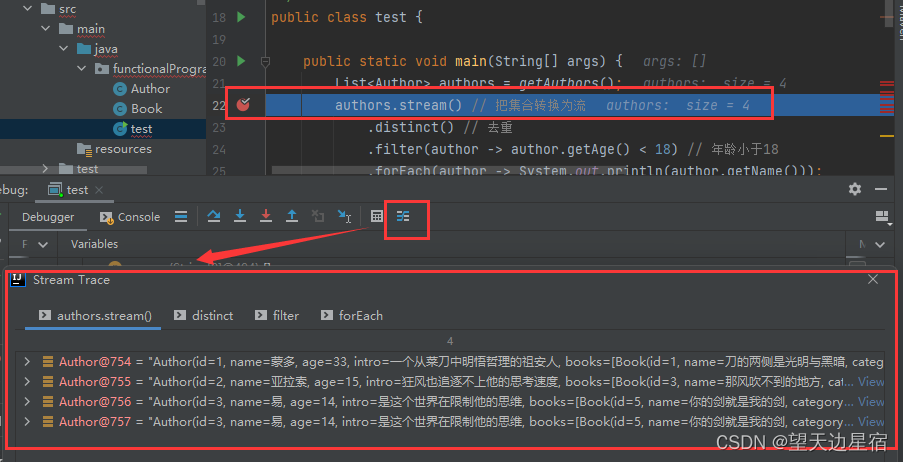 src
main
java
functionalProgra
Author
Book
test
resources
test
18 public class test {
19
20 public static void main(String[] args) { args: []
21 List<Author> authors = getAuthors(); authors: size = 4
22 authors.stream() // 把集合转换为流 authors: size = 4
23 .distinct() // 去重
24 .filter(author -> author.getAge() < 18) // 年龄小于18
25 .forEach(author -> System.out.println(author.getName()));
ebug: test
Debugger Console
F Variables
Stream Trace
authors.stream() distinct filter forEach
4
Author@754 = "Author(id=1, name=蒙多, age=33, intro=一个从菜刀中明悟哲理的祖安人, books=[Book(id=1, name=刀的两侧是光明与黑暗, categ
Author@755 = "Author(id=2, name=亚拉索, age=15, intro=狂风也追逐不上他的思考速度, books=[Book(id=3, name=那风吹不到的地方, cat... View
Author@756 = "Author(id=3, name=易, age=14, intro=是这个世界在限制他的思维, books=[Book(id=5, name=你的剑就是我的剑, category... View
Author@757 = "Author(id=3, name=易, age=14, intro=是这个世界在限制他的思维, books=[Book(id=5, name=你的剑就是我的剑, category... View
CSDN @望天边星宿